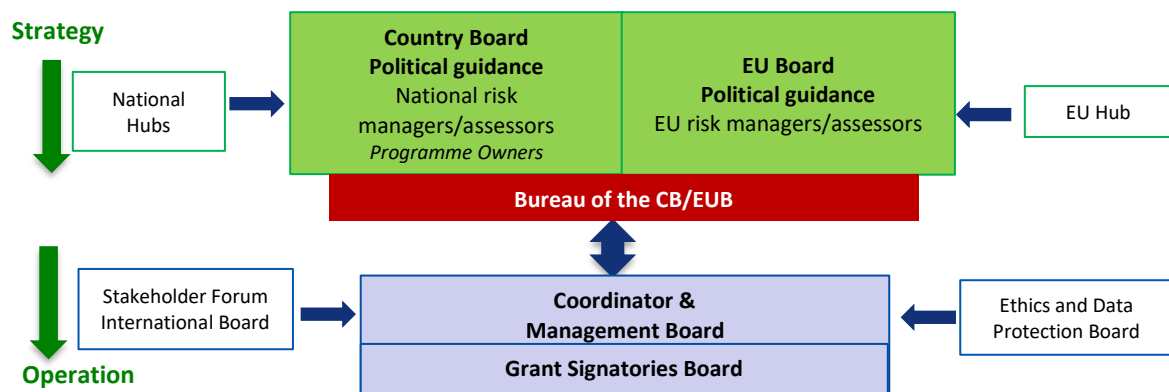 Strategy
National
Hubs
Country Board
Political guidance
National risk
managers/assessors
Programme Owners
EU Board
Political guidance
EU risk managers/assessors
EU Hub
Bureau of the CB/EUB
Stakeholder Forum
International Board
Coordinator &
Management Board
Grant Signatories Board
Ethics and Data
Protection Board
Operation